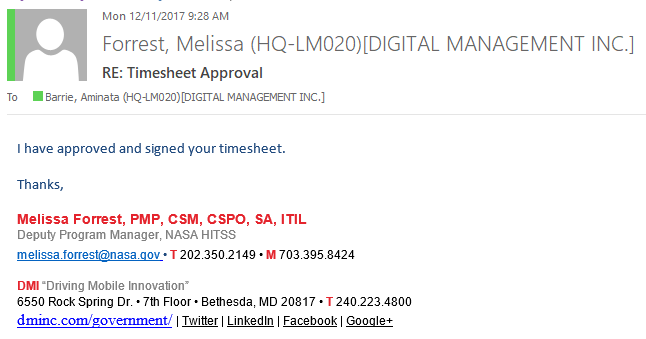 Mon 12/11/2017 9:28 AM
Forrest, Melissa (HQ-LM020)[DIGITAL MANAGEMENT INC.]
RE: Timesheet Approval
To Barrie, Aminata (HQ-LM020)[DIGITAL MANAGEMENT INC.]
I have approved and signed your timesheet.
Thanks,
Melissa Forrest, PMP, CSM, CSPO, SA, ITIL
Deputy Program Manager, NASA HITSS
melissa.forrest@nasa.gov • T 202.350.2149 • M 703.395.8424
DMI “Driving Mobile Innovation”
6550 Rock Spring Dr. • 7th Floor • Bethesda, MD 20817 • T 240.223.4800
dminc.com/government/ | Twitter | LinkedIn | Facebook | Google+